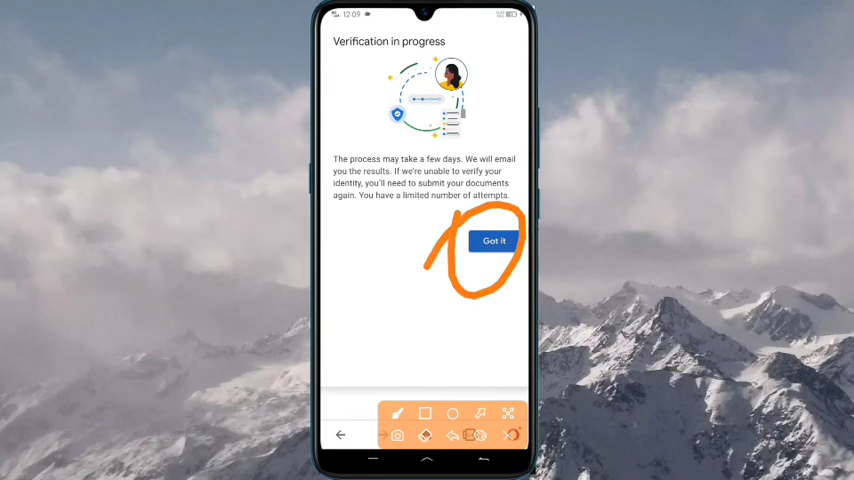 12:09
Verification in progress
The process may take a few days. We will email
you the results. If we're unable to verify your
identity, you'll need to submit your documents
again. You have a limited number of attempts.
Got it